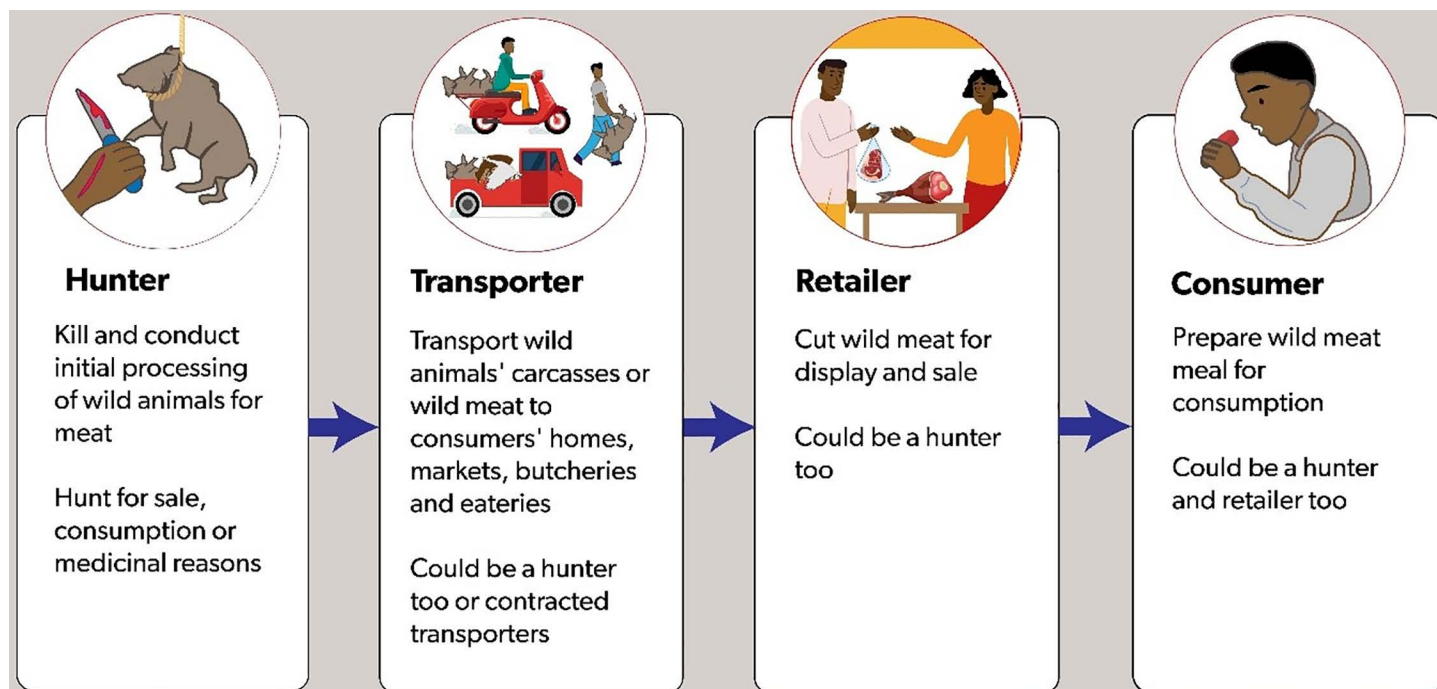 Hunter
Kill and conduct
initial processing
of wild animals for
meat
Hunt for sale,
consumption or
medicinal reasons
Transporter
Transport wild
animals' carcasses or
wild meat to
consumers' homes,
markets, butcheries
and eateries
Could be a hunter
too or contracted
transporters
Retailer
Cut wild meat for
display and sale
Could be a hunter
too
Consumer
Prepare wild meat
meal for
consumption
Could be a hunter
and retailer too